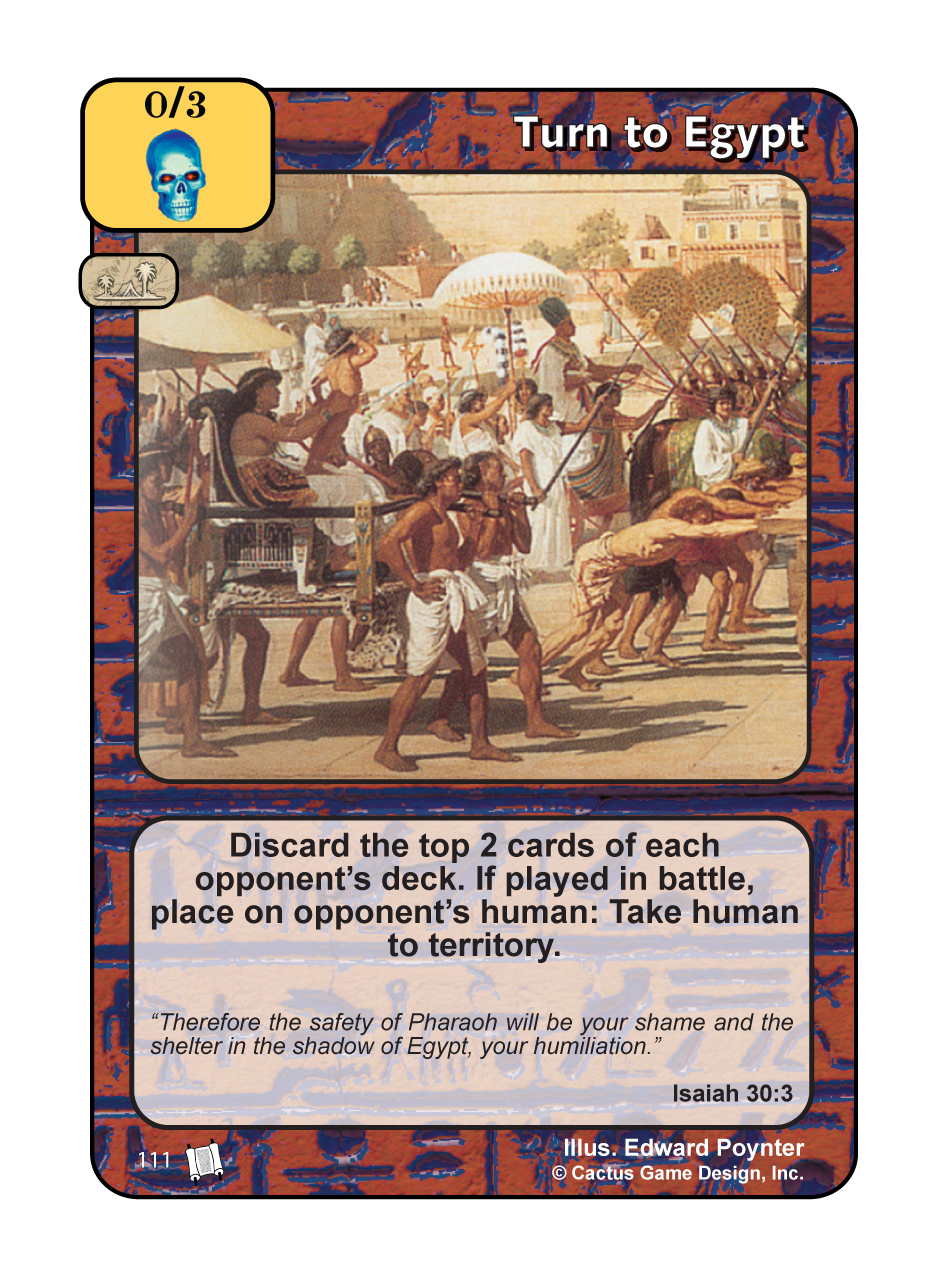 0/3
Turn to Egypt
Discard the top 2 cards of each
opponent's deck. If played in battle,
place on opponent's human: Take human
to territory.
“Therefore the safety of Pharaoh will be your shame and the
shelter in the shadow of Egypt, your humiliation.”
Isaiah 30:3
111
Illus. Edward Poynter
© Cactus Game Design, Inc.